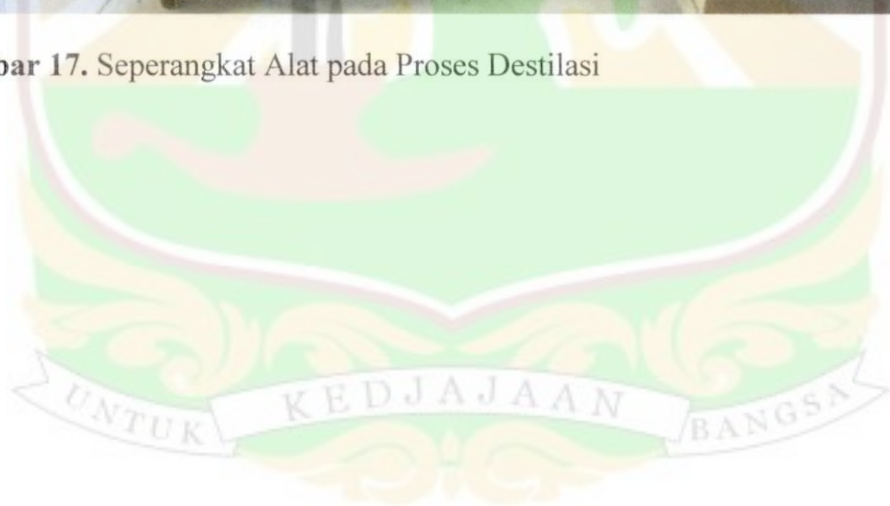 bar 17. Seperangkat Alat pada Proses Destilasi
UNTUK KEDJAJAAN BANGSA